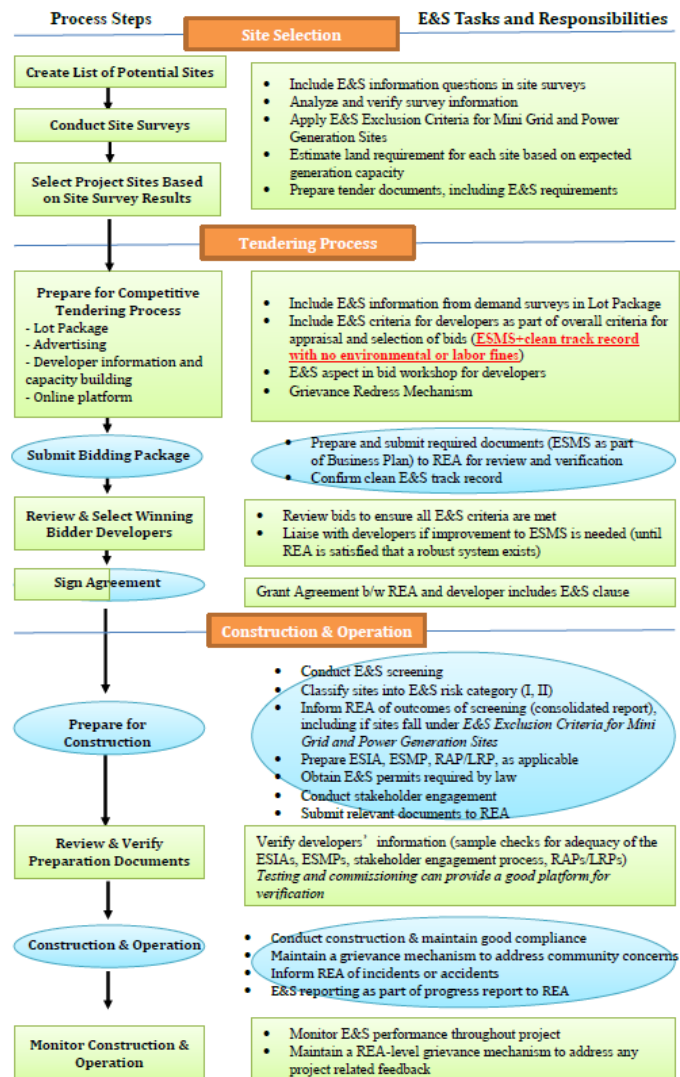 Process Steps
E&S Tasks and Responsibilities
Site Selection
Create List of Potential Sites
Conduct Site Surveys
Select Project Sites Based
on Site Survey Results
• Include E&S information questions in site surveys
• Analyze and verify survey information
• Apply E&S Exclusion Criteria for Mini Grid and Power
Generation Sites
• Estimate land requirement for each site based on expected
generation capacity
• Prepare tender documents, including E&S requirements
Tendering Process
Prepare for Competitive
Tendering Process
- Lot Package
- Advertising
- Developer information and
capacity building
- Online platform
• Include E&S information from demand surveys in Lot Package
• Include E&S criteria for developers as part of overall criteria for
appraisal and selection of bids (ESMS+clean track record
with no environmental or labor fines)
• E&S aspect in bid workshop for developers
• Grievance Redress Mechanism
Submit Bidding Package
• Prepare and submit required documents (ESMS as part
of Business Plan) to REA for review and verification
• Confirm clean E&S track record
Review & Select Winning
Bidder Developers
• Review bids to ensure all E&S criteria are met
• Liaise with developers if improvement to ESMS is needed (until
REA is satisfied that a robust system exists)
Sign Agreement
Grant Agreement b/w REA and developer includes E&S clause
Construction & Operation
Prepare for
Construction
• Conduct E&S screening
• Classify sites into E&S risk category (I, II)
• Inform REA of outcomes of screening (consolidated report),
including if sites fall under E&S Exclusion Criteria for Mini
Grid and Power Generation Sites
• Prepare ESIA, ESMP, RAP/LRP, as applicable
• Obtain E&S permits required by law
• Conduct stakeholder engagement
• Submit relevant documents to REA
Review & Verify
Preparation Documents
Verify developers' information (sample checks for adequacy of the
ESIAs, ESMPs, stakeholder engagement process, RAPs/LRPs)
Testing and commissioning can provide a good platform for
verification
Construction & Operation
• Conduct construction & maintain good compliance
• Maintain a grievance mechanism to address community concerns
• Inform REA of incidents or accidents
• E&S reporting as part of progress report to REA
Monitor Construction &
Operation
• Monitor E&S performance throughout project
• Maintain a REA-level grievance mechanism to address any
project related feedback